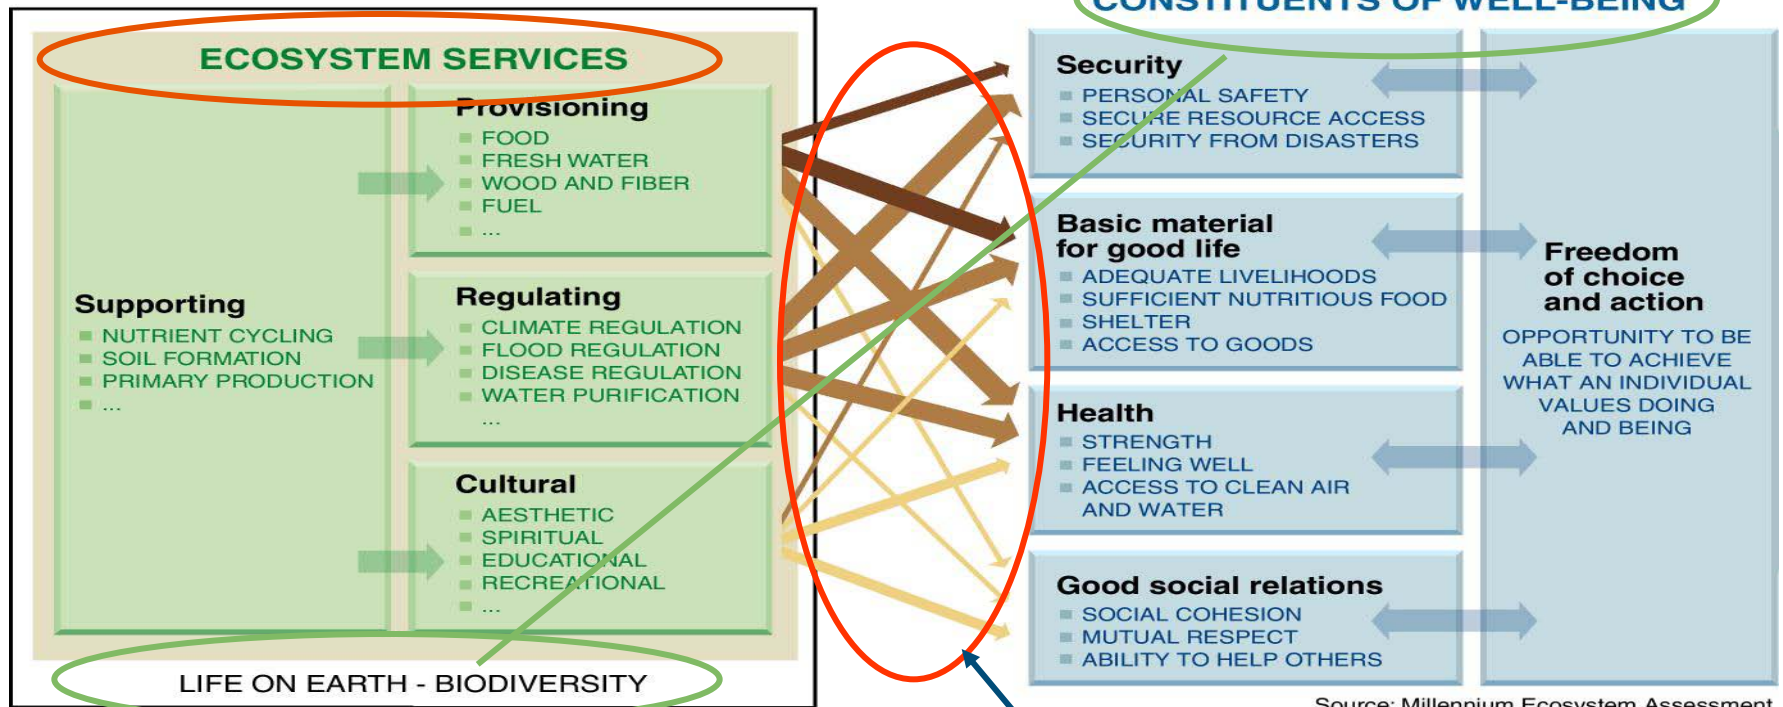 CONSTITUENTS OF WELL-BEING
ECOSYSTEM SERVICES
Supporting
NUTRIENT CYCLING
SOIL FORMATION
PRIMARY PRODUCTION
...
Provisioning
FOOD
FRESH WATER
WOOD AND FIBER
FUEL
...
Regulating
CLIMATE REGULATION
FLOOD REGULATION
DISEASE REGULATION
WATER PURIFICATION
...
Cultural
AESTHETIC
SPIRITUAL
EDUCATIONAL
RECREATIONAL
...
LIFE ON EARTH - BIODIVERSITY
Security
PERSONAL SAFETY
SECURE RESOURCE ACCESS
SECURITY FROM DISASTERS
Basic material
for good life
ADEQUATE LIVELIHOODS
SUFFICIENT NUTRITIOUS FOOD
SHELTER
ACCESS TO GOODS
Health
STRENGTH
FEELING WELL
ACCESS TO CLEAN AIR
AND WATER
Good social relations
SOCIAL COHESION
MUTUAL RESPECT
ABILITY TO HELP OTHERS
Freedom
of choice
and action
OPPORTUNITY TO BE
ABLE TO ACHIEVE
WHAT AN INDIVIDUAL
VALUES DOING
AND BEING
Source: Millennium Ecosystem Assessment